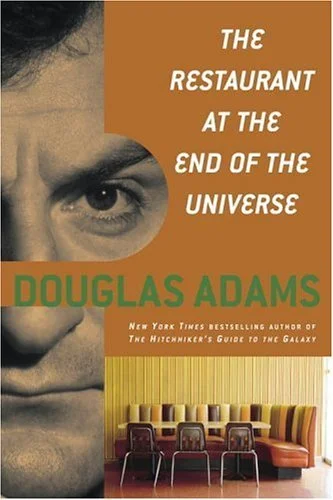 THE
RESTAURANT
AT THE
END OF THE
UNIVERSE
DOUGLAS ADAMS
NEW YORK TIMES BESTSELLING AUTHOR OF
THE HITCHHIKER'S GUIDE TO THE GALAXY